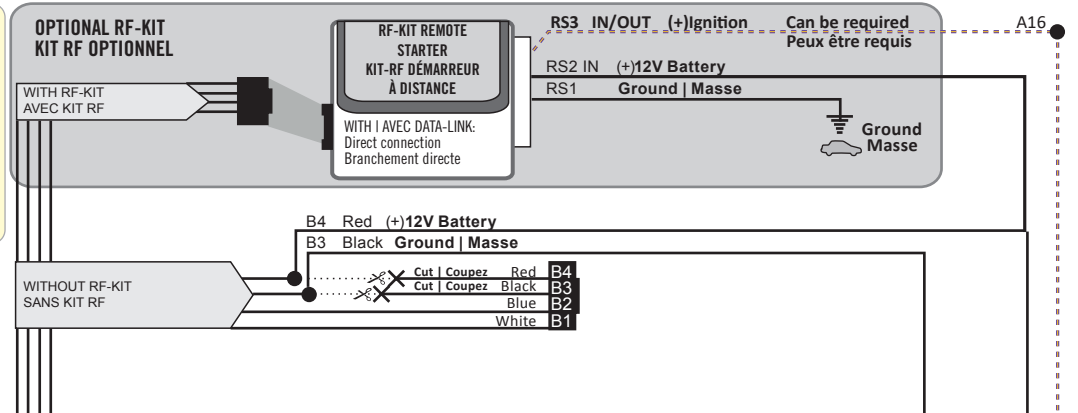 OPTIONAL RF-KIT
KIT RF OPTIONNEL
WITH RF-KIT
AVEC KIT RF
RF-KIT REMOTE
STARTER
KIT-RF DÉMARREUR
À DISTANCE
WITH | AVEC DATA-LINK:
Direct connection
Branchement directe
RS3 IN/OUT (+)Ignition
Can be required
Peux être requis
A16
RS2 IN (+)12V Battery
RS1 Ground | Masse
Ground
Masse
B4 Red (+)12V Battery
B3 Black Ground | Masse
WITHOUT RF-KIT
SANS KIT RF
Cut | Coupez Red B4
Cut | Coupez Black B3
Blue B2
White B1